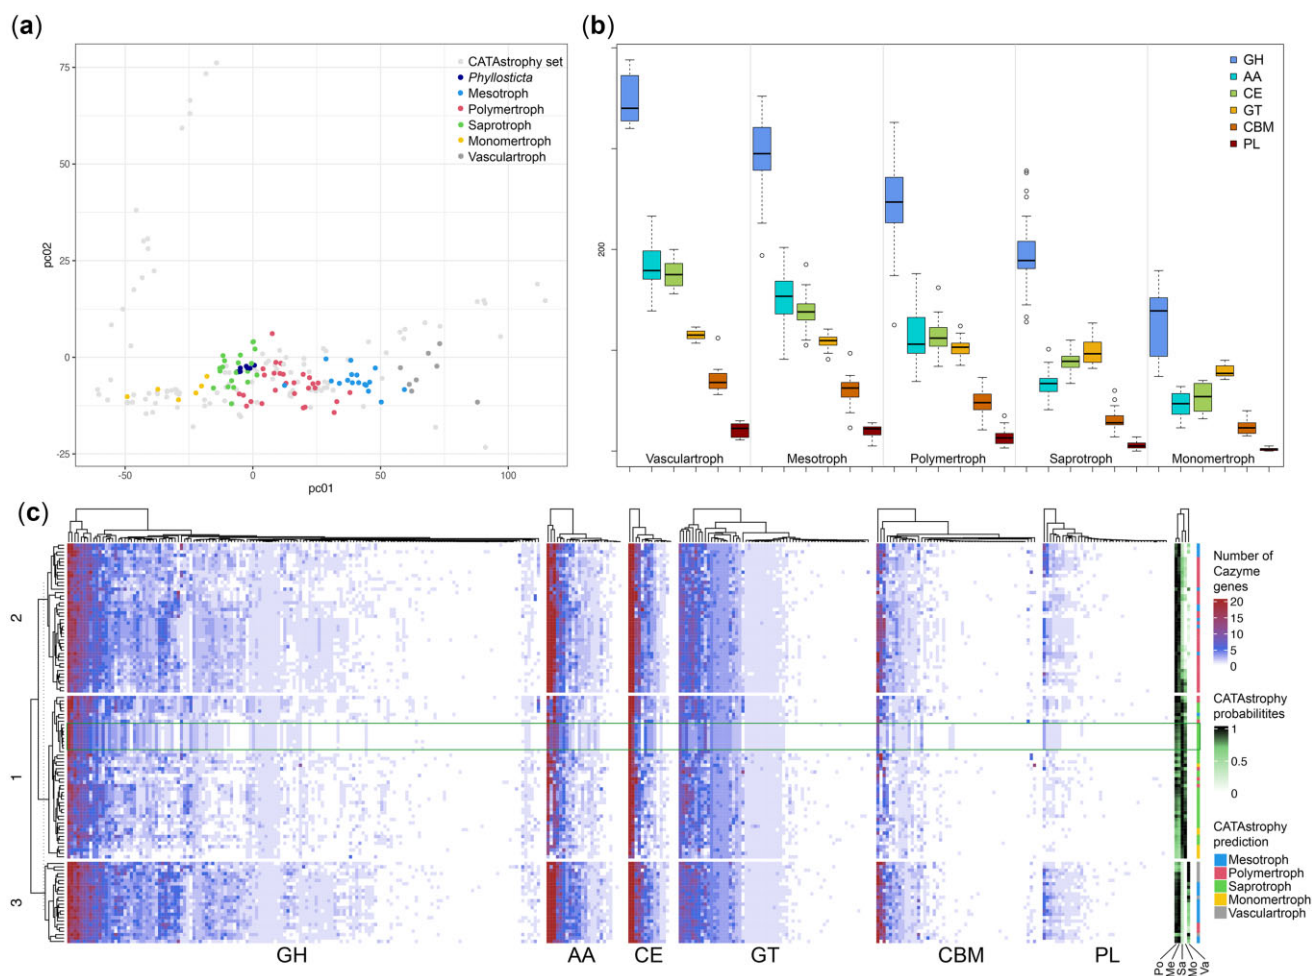 (a)
75
50
25
0
-25
pc02
-50
0
50
100
pc01
CATAstrophy set
Phyllosticta
Mesotroph
Polymertroph
Saprotroph
Monomertroph
Vasculartroph
(b)
200
GH
AA
CE
GT
CBM
PL
Vasculartroph
Mesotroph
Polymertroph
Saprotroph
Monomertroph
(c)
2
1
3
GH
AA
CE
GT
CBM
PL
Po
Me
Sa
Mo
Va
Number of
Cazyme
genes
20
15
10
5
0
CATAstrophy
probabilitites
1
0.5
0
CATAstrophy
prediction
Mesotroph
Polymertroph
Saprotroph
Monomertroph
Vasculartroph